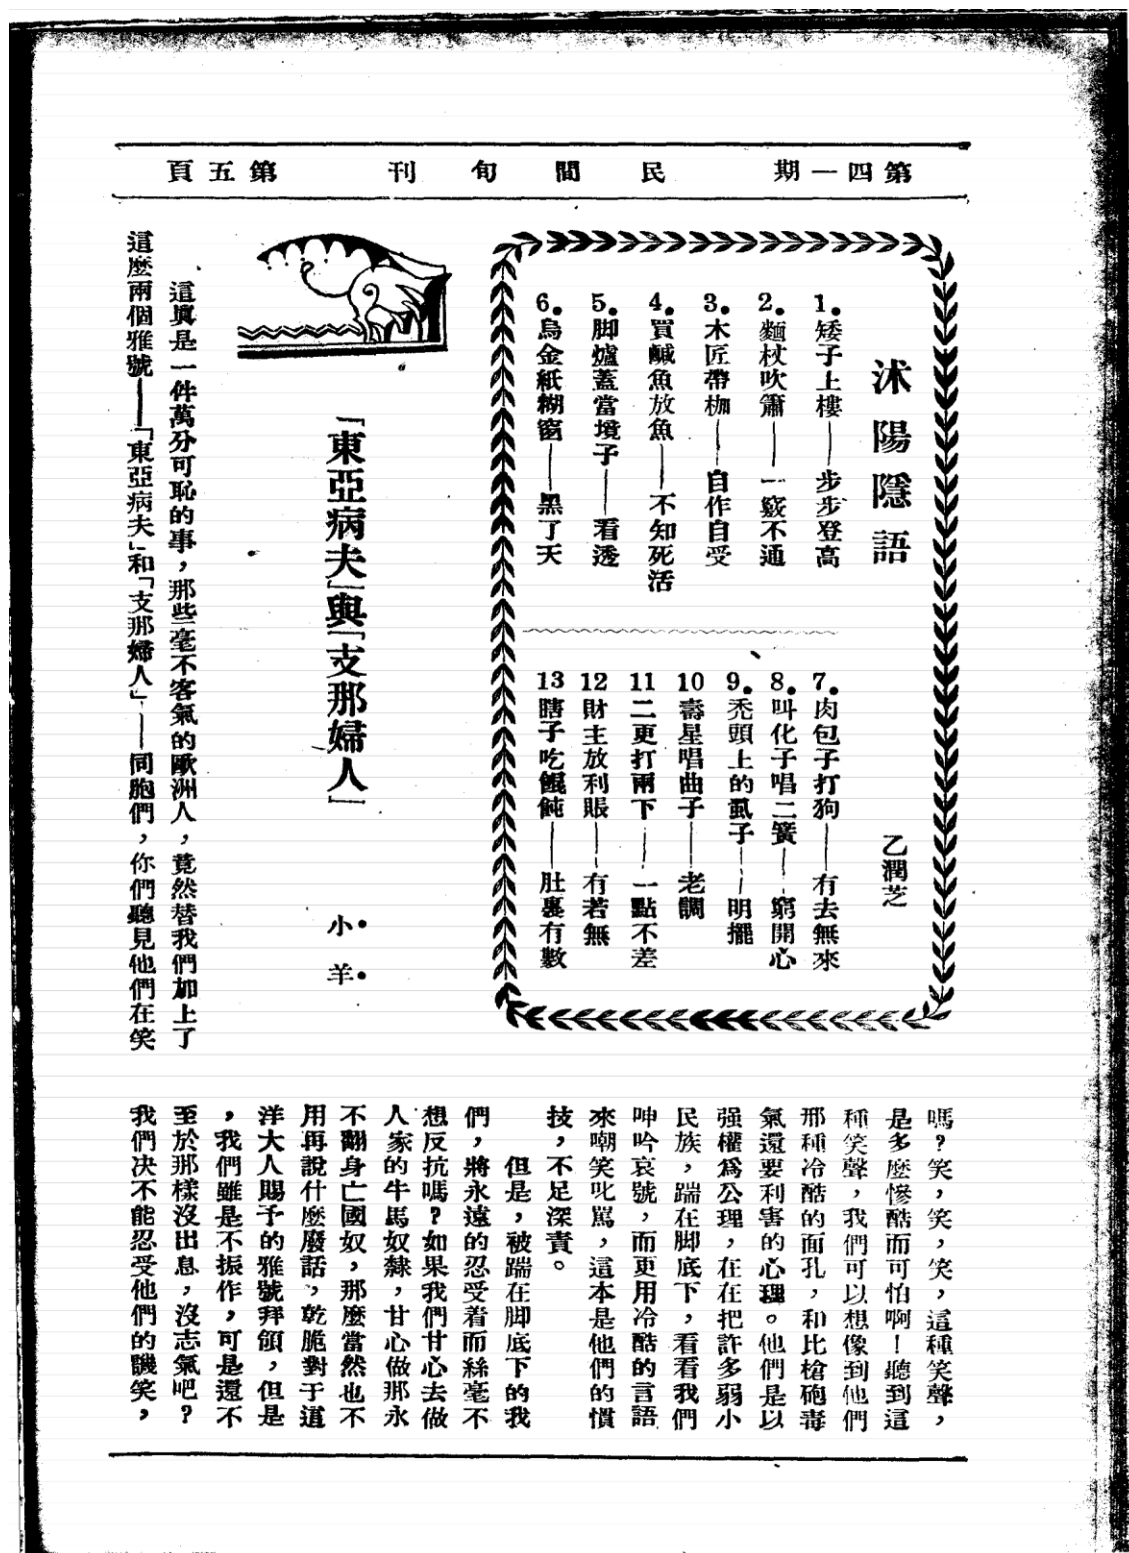 第四一期　民間旬刊　第五頁
沭陽隱語
乙潤芝
1.矮子上樓——步步登高
2.麵杖吹簫——一竅不通
3.木匠帶枷——自作自受
4.買鹹魚放魚——不知死活
5.脚爐蓋當境子——看透
6.烏金紙糊窗——黑了天
7.肉包子打狗——有去無來
8.叫化子唱二簧——窮開心
9.禿頭上的虱子——明擺
10壽星唱曲子——老調
11二更打兩下——一點不差
12財主放利賬——有若無
13瞎子吃餛飩——肚裏有數
「東亞病夫」與「支那婦人」
小羊
這眞是一件萬分可恥的事，那些毫不客氣的歐洲人，竟然替我們加上了
這麼兩個雅號——「東亞病夫」和「支那婦人」——同胞們，你們聽見他們在笑
嗎？笑，笑，笑，這種笑聲，
是多麼慘酷而可怕啊！聽到這
種笑聲，我們可以想像到他們
那種冷酷的面孔，和比槍砲毒
氣還要利害的心理。他們是以
强權爲公理，在在把許多弱小
民族，踹在脚底下，看看我們
呻吟哀號，而更用冷酷的言語
來嘲笑叱駡，這本是他們的慣
技，不足深責。
但是，被踹在脚底下的我
們，將永遠的忍受着而絲毫不
想反抗嗎？如果我們甘心去做
人家的牛馬奴隸，甘心做那永
不翻身亡國奴，那麼當然也不
用再說什麼廢話，乾脆對于這
洋大人賜予的雅號拜領，但是
，我們雖是不振作，可是還不
至於那樣沒出息，沒志氣吧？
我們决不能忍受他們的譏笑，